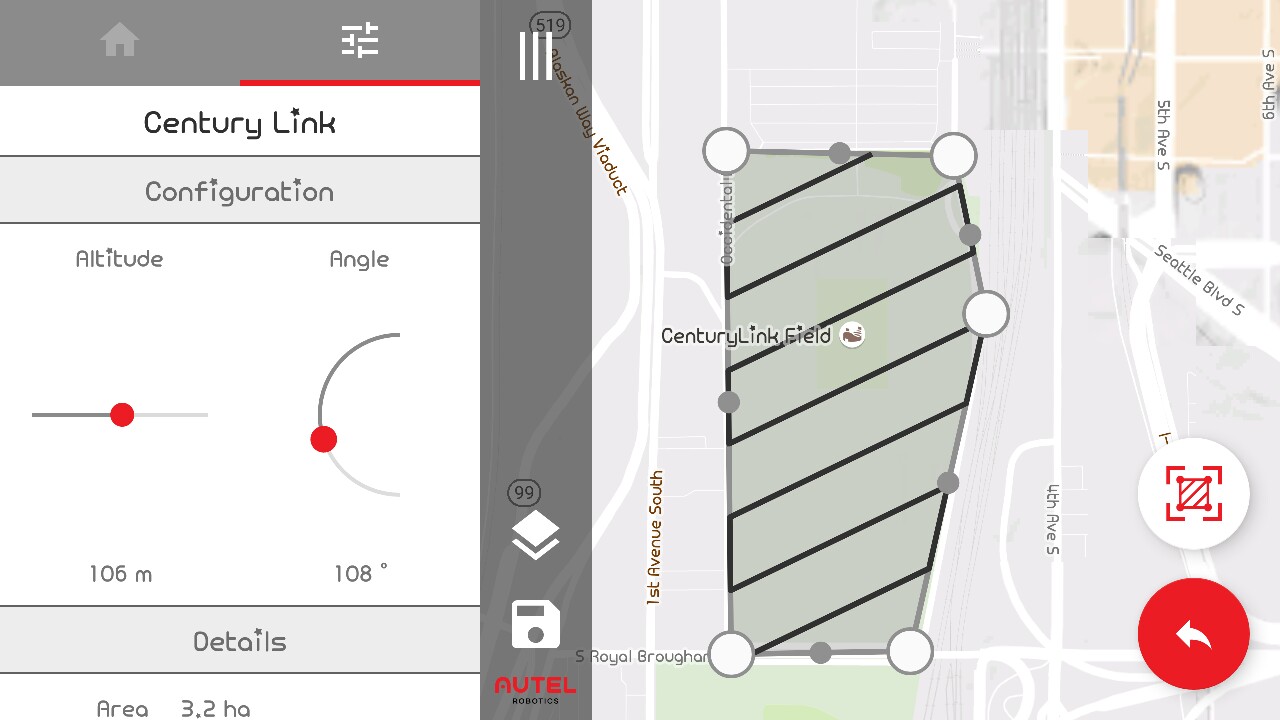 Century Link
Configuration
Altitude
Angle
106 m
108 °
Details
Area 3,2 ha
519
Alaskan Way Viaduct
99
AUTEL
ROBOTICS
Occidental
CenturyLink Field
1st Avenue South
S Royal Brougham
4th Ave S
5th Ave S
6th Ave S
Seattle Blvd S